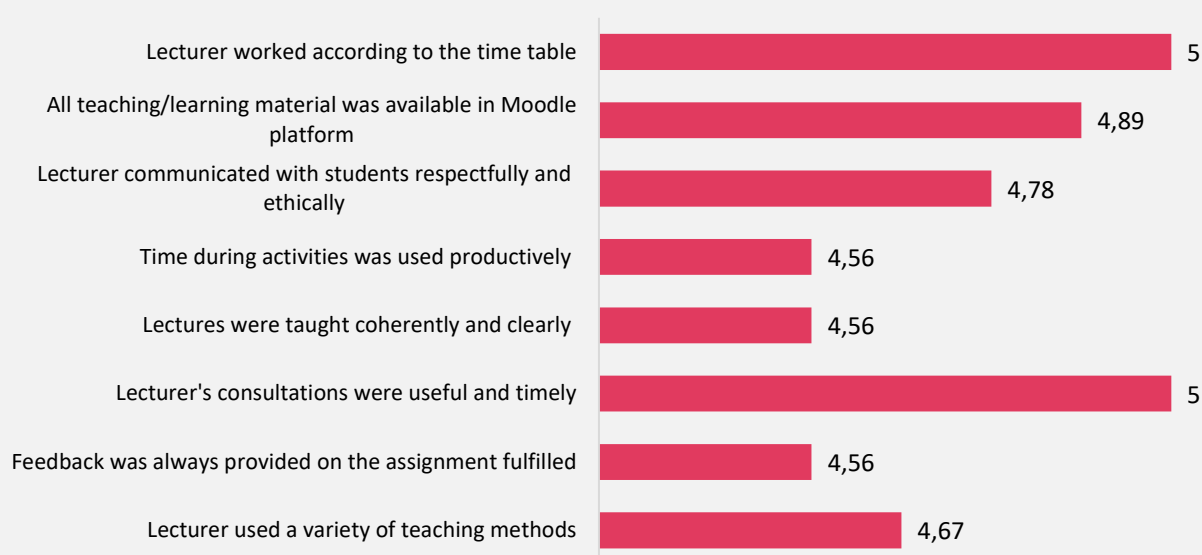 Lecturer worked according to the time table
5
All teaching/learning material was available in Moodle
platform
4,89
Lecturer communicated with students respectfully and
ethically
4,78
Time during activities was used productively
4,56
Lectures were taught coherently and clearly
4,56
Lecturer's consultations were useful and timely
5
Feedback was always provided on the assignment fulfilled
4,56
Lecturer used a variety of teaching methods
4,67